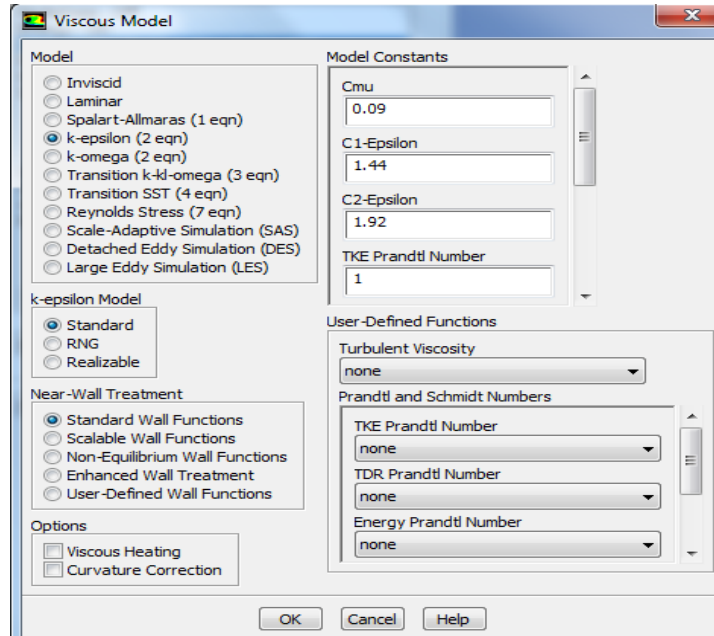 Viscous Model
X
Model
Inviscid
Laminar
Spalart-Allmaras (1 eqn)
k-epsilon (2 eqn)
k-omega (2 eqn)
Transition k-kl-omega (3 eqn)
Transition SST (4 eqn)
Reynolds Stress (7 eqn)
Scale-Adaptive Simulation (SAS)
Detached Eddy Simulation (DES)
Large Eddy Simulation (LES)
k-epsilon Model
Standard
RNG
Realizable
Near-Wall Treatment
Standard Wall Functions
Scalable Wall Functions
Non-Equilibrium Wall Functions
Enhanced Wall Treatment
User-Defined Wall Functions
Options
Viscous Heating
Curvature Correction
Model Constants
Cmu
0.09
C1-Epsilon
1.44
C2-Epsilon
1.92
TKE Prandtl Number
1
User-Defined Functions
Turbulent Viscosity
none
Prandtl and Schmidt Numbers
TKE Prandtl Number
none
TDR Prandtl Number
none
Energy Prandtl Number
none
OK
Cancel
Help